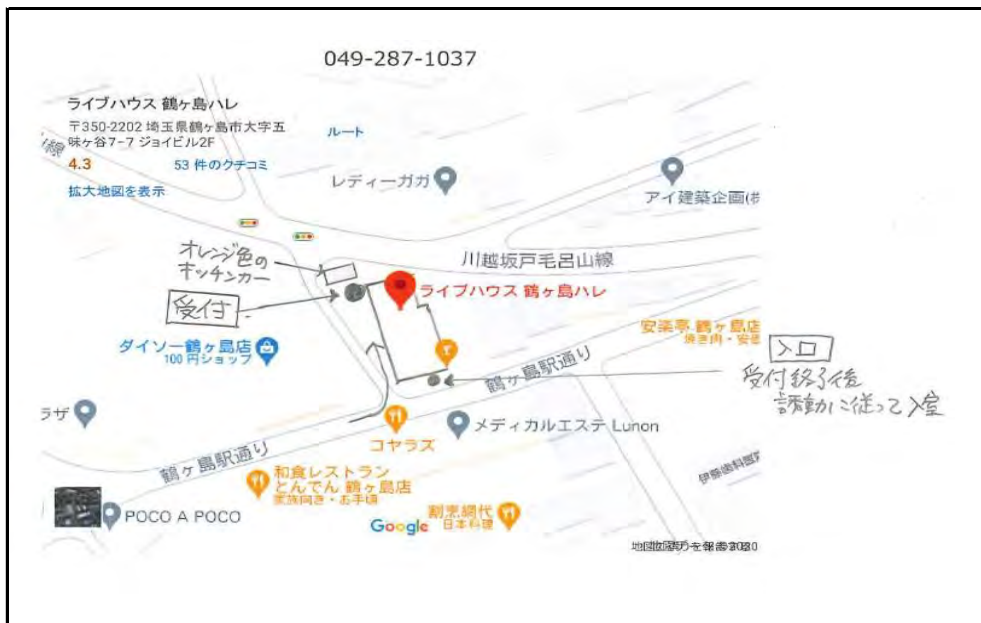 049-287-1037
ライブハウス 鶴ヶ島ハレ
〒350-2202 埼玉県鶴ヶ島市大字五
味ヶ谷7-7 ジョイビル2F
ルート
4.3
53 件のクチコミ
拡大地図を表示
レディーガガ
アイ建築企画(株
オレンジ色の
キッチンカー
川越坂戸毛呂山線
受付
ライブハウス 鶴ヶ島ハレ
ダイソー鶴ヶ島店
100 円ショップ
安楽亭 鶴ヶ島店
焼き肉・安価
入口
受付終了後
誘動に従って入室
鶴ヶ島駅通り
ラザ
コヤラズ
メディカルエステ Lunon
鶴ヶ島駅通り
和食レストラン
とんでん 鶴ヶ島店
家族向き・お手頃
POCO A POCO
Google
割烹網代
日本料理